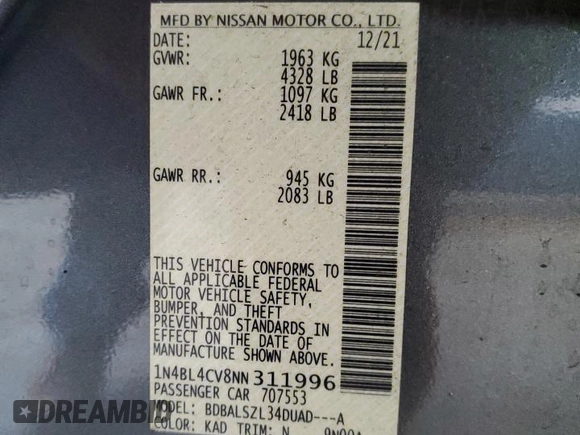 MFD BY NISSAN MOTOR CO., LTD.
DATE: 12/21
GVWR: 1963 KG
4328 LB
GAWR FR.: 1097 KG
2418 LB
GAWR RR.: 945 KG
2083 LB
THIS VEHICLE CONFORMS TO
ALL APPLICABLE FEDERAL
MOTOR VEHICLE SAFETY,
BUMPER, AND THEFT
PREVENTION STANDARDS IN
EFFECT ON THE DATE OF
MANUFACTURE SHOWN ABOVE.
1N4BL4CV8NN311996
PASSENGER CAR 707553
MODEL: BDBALSZL34DUAD---A
COLOR: KAD TRIM: N
AUTOHELPERBOT.COM